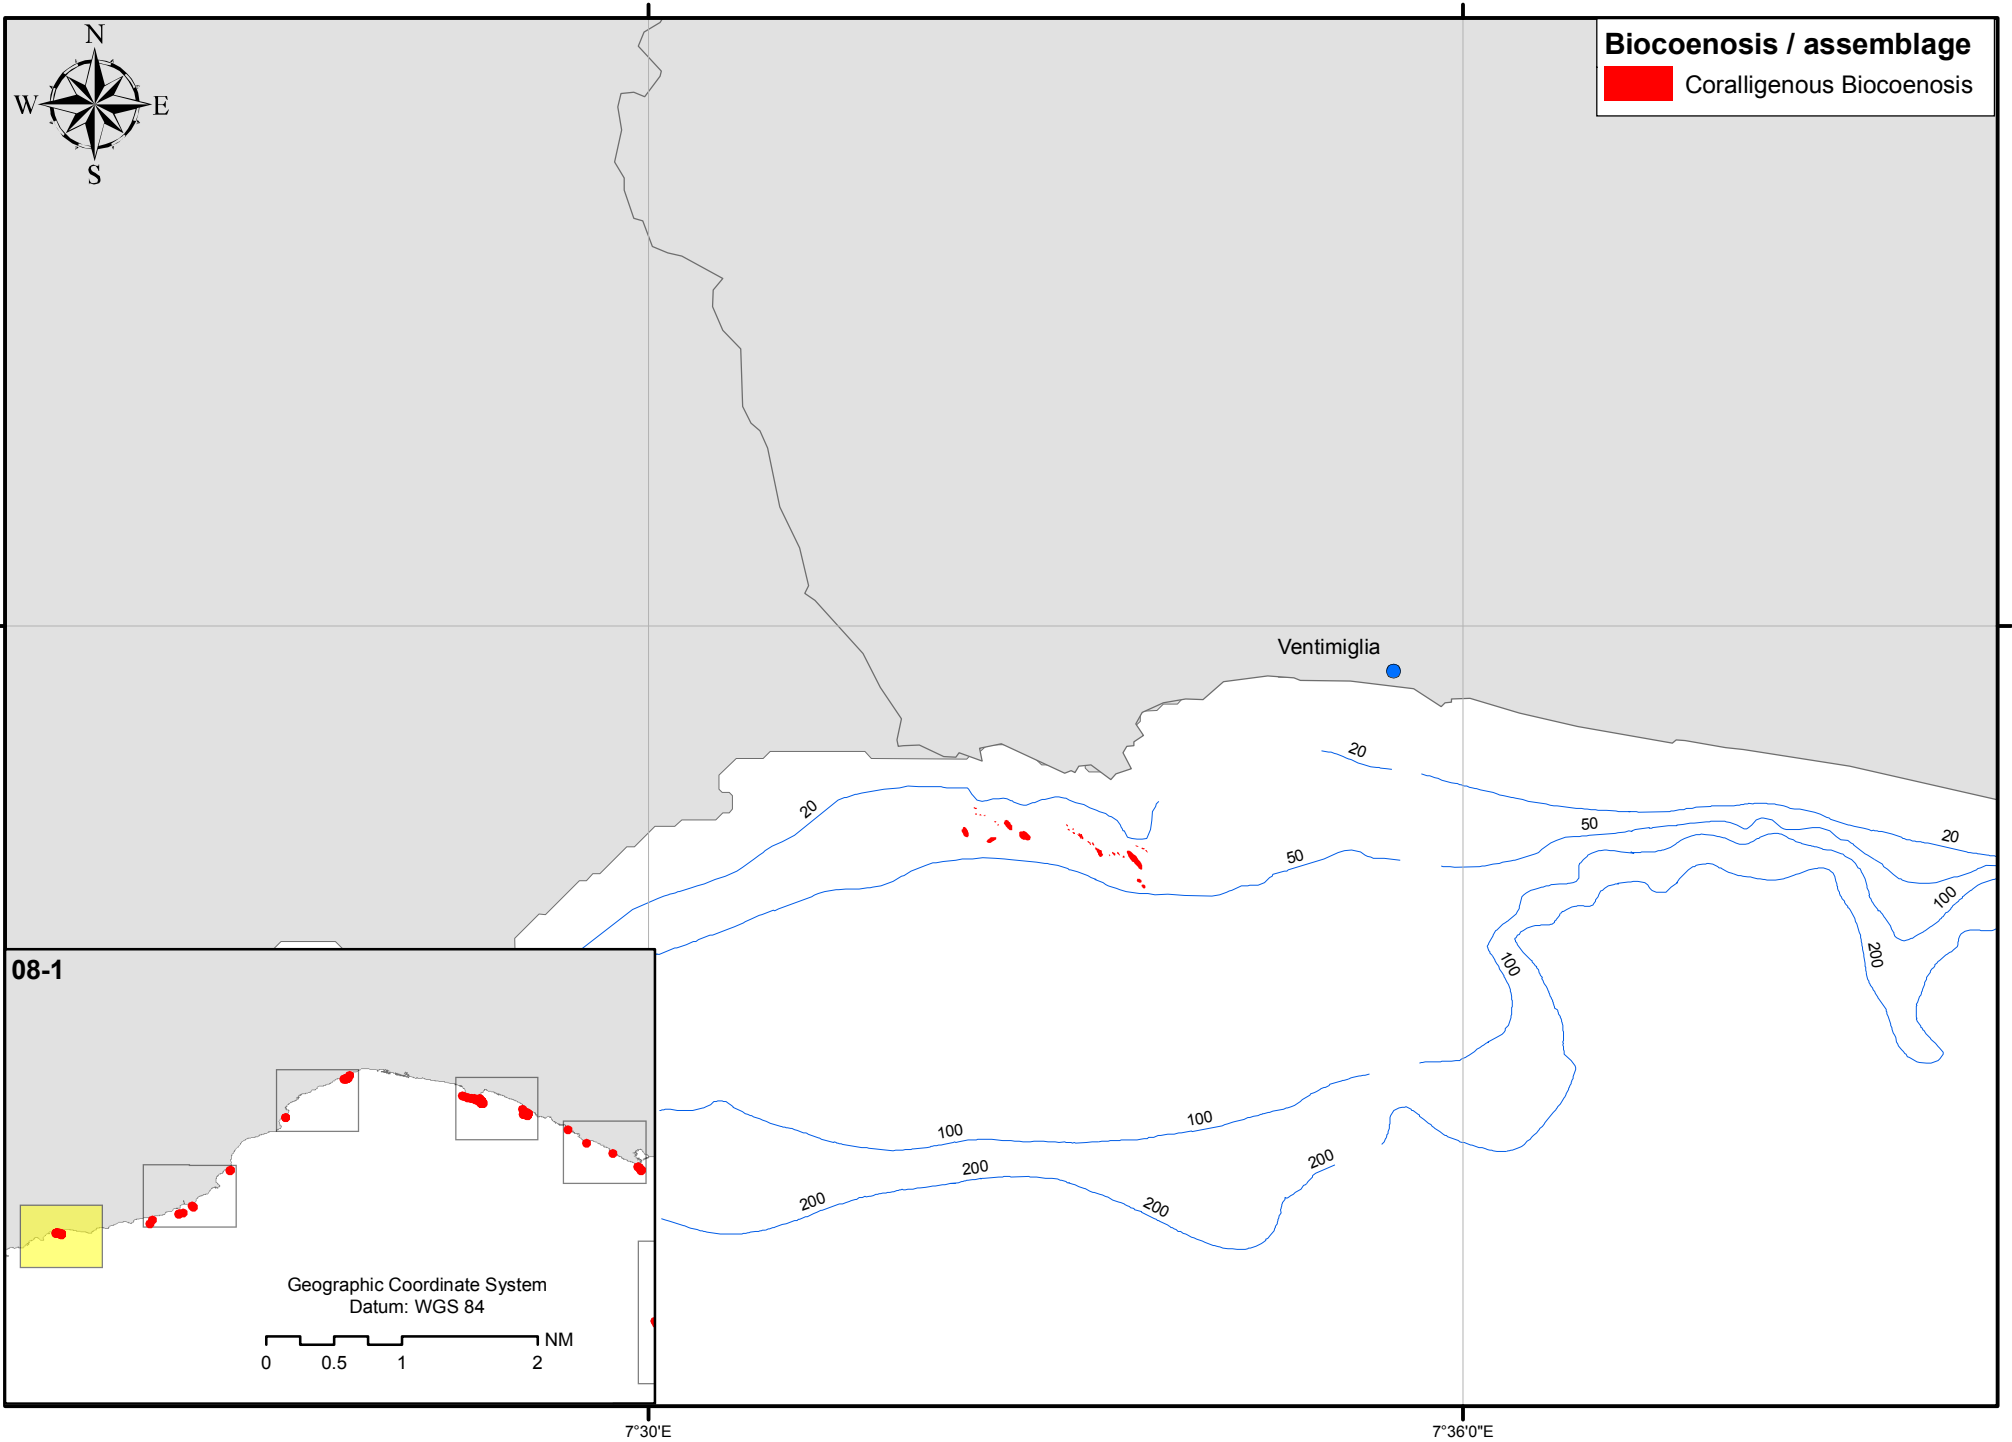 N
W
E
S
Biocoenosis / assemblage
Coralligenous Biocoenosis
Ventimiglia
20
20
50
20
50
100
200
100
100
100
200
200
200
200
08-1
Geographic Coordinate System
Datum: WGS 84
NM
0 0.5 1 2
7°30'E
7°36'0"E